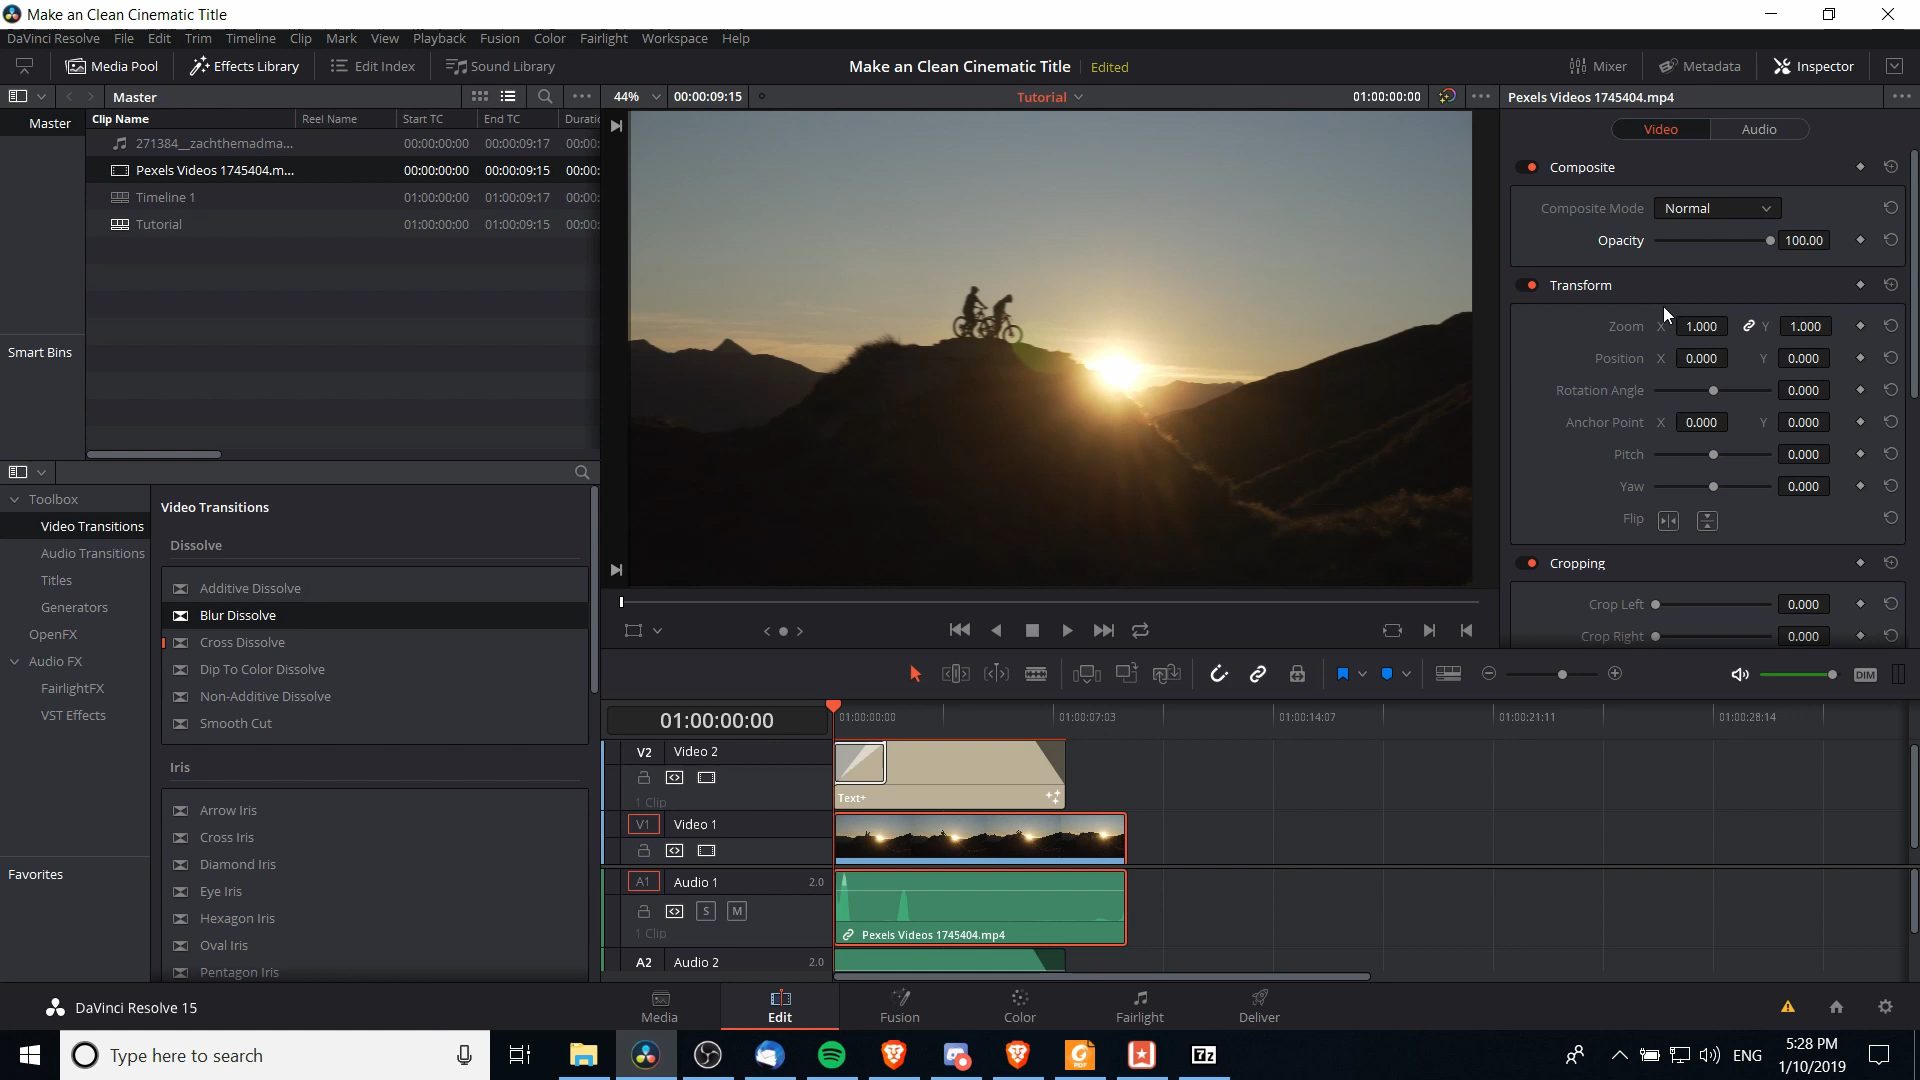 Make an Clean Cinematic Title
DaVinci Resolve File Edit Trim Timeline Clip Mark View Playback Fusion Color Fairlight Workspace Help
Media Pool Effects Library Edit Index Sound Library Make an Clean Cinematic Title Edited Mixer Metadata Inspector
Master 44% 00:00:09:15 Tutorial 01:00:00:00 Pexels Videos 1745404.mp4
Master Clip Name Reel Name Start TC End TC Duratic
Video Audio
271384__zachthemadma... 00:00:00:00 00:00:09:17 00:00:
Pexels Videos 1745404.m... 00:00:00:00 00:00:09:15 00:00:
Timeline 1 01:00:00:00 01:00:09:17 00:00:
Tutorial 01:00:00:00 01:00:09:15 00:00:
Smart Bins
Composite
Composite Mode Normal
Opacity 100.00
Transform
Zoom X 1.000 Y 1.000
Position X 0.000 Y 0.000
Rotation Angle 0.000
Anchor Point X 0.000 Y 0.000
Pitch 0.000
Yaw 0.000
Flip
Cropping
Crop Left 0.000
Crop Right 0.000
Toolbox
Video Transitions
Audio Transitions
Titles
Generators
OpenFX
Audio FX
FairlightFX
VST Effects
Favorites
Video Transitions
Dissolve
Additive Dissolve
Blur Dissolve
Cross Dissolve
Dip To Color Dissolve
Non-Additive Dissolve
Smooth Cut
Iris
Arrow Iris
Cross Iris
Diamond Iris
Eye Iris
Hexagon Iris
Oval Iris
Pentagon Iris
DIM
01:00:00:00 01:00:00:00 01:00:07:03 01:00:14:07 01:00:21:11 01:00:28:14
V2 Video 2
1 Clip Text+
V1 Video 1
A1 Audio 1 2.0
S M
1 Clip Pexels Videos 1745404.mp4
A2 Audio 2 2.0
DaVinci Resolve 15 Media Edit Fusion Color Fairlight Deliver
Type here to search 7z ENG 5:28 PM
1/10/2019